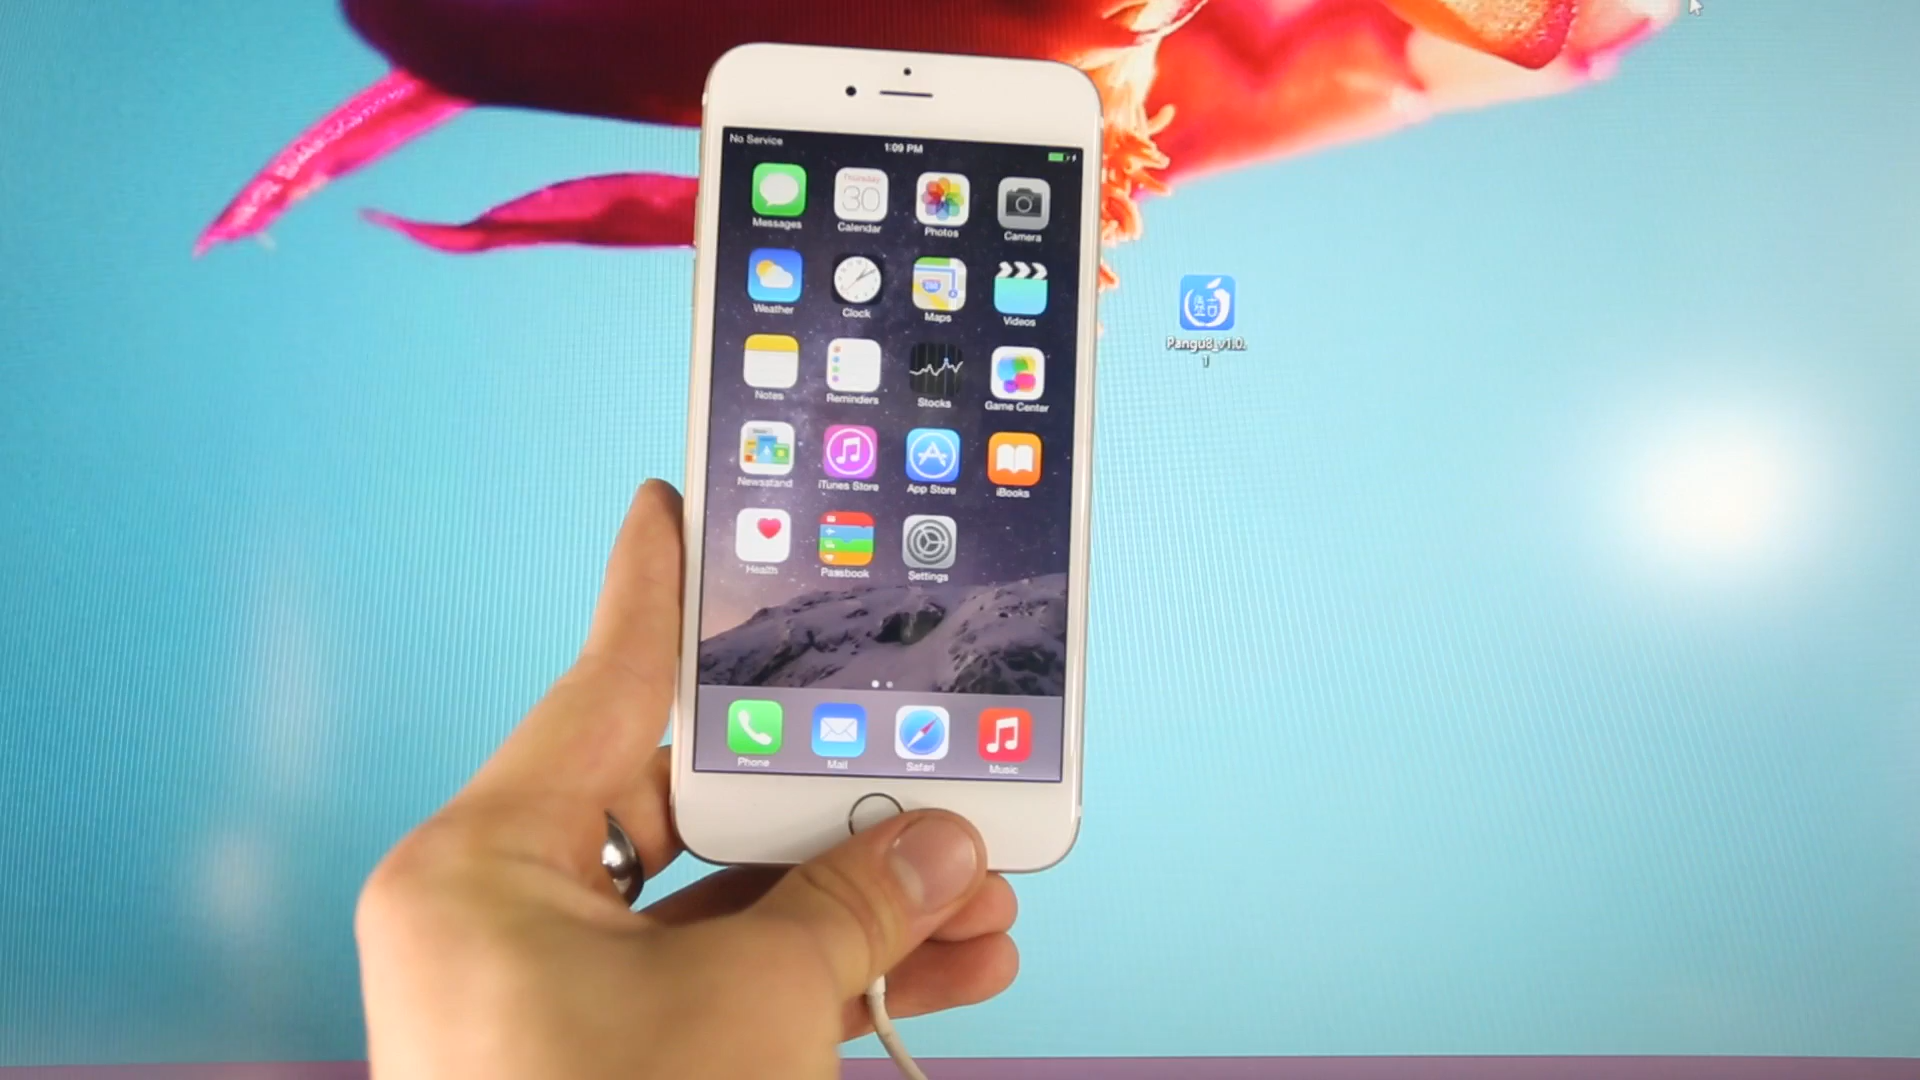 No Service
1:09 PM
Messages
Thursday
30
Calendar
Photos
Camera
Weather
Clock
Maps
Videos
Notes
Reminders
Stocks
Game Center
Newsstand
iTunes Store
App Store
iBooks
Health
Passbook
Settings
Phone
Mail
Safari
Music
Pangu8_v1.0.
1